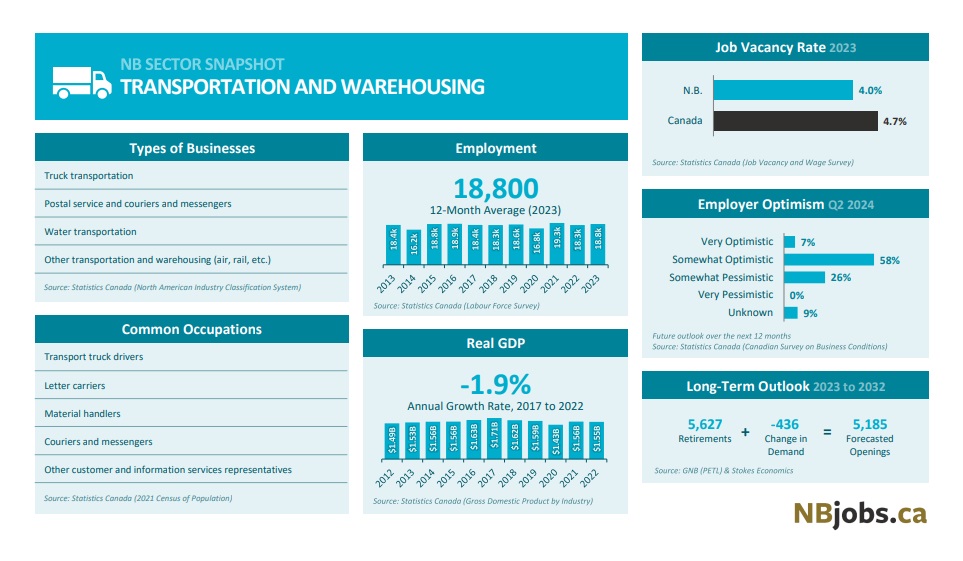 NB SECTOR SNAPSHOT
TRANSPORTATION AND WAREHOUSING
Types of Businesses
Truck transportation
Postal service and couriers and messengers
Water transportation
Other transportation and warehousing (air, rail, etc.)
Source: Statistics Canada (North American Industry Classification System)
Common Occupations
Transport truck drivers
Letter carriers
Material handlers
Couriers and messengers
Other customer and information services representatives
Source: Statistics Canada (2021 Census of Population)
Employment
18,800
12-Month Average (2023)
18.4k 16.2k 18.8k 18.9k 18.4k 18.3k 18.6k 16.8k 19.3k 18.3k 18.8k
2013 2014 2015 2016 2017 2018 2019 2020 2021 2022 2023
Source: Statistics Canada (Labour Force Survey)
Real GDP
-1.9%
Annual Growth Rate, 2017 to 2022
$1.49B $1.53B $1.56B $1.56B $1.63B $1.71B $1.62B $1.59B $1.43B $1.56B $1.55B
2012 2013 2014 2015 2016 2017 2018 2019 2020 2021 2022
Source: Statistics Canada (Gross Domestic Product by Industry)
Job Vacancy Rate 2023
N.B. 4.0%
Canada 4.7%
Source: Statistics Canada (Job Vacancy and Wage Survey)
Employer Optimism Q2 2024
Very Optimistic 7%
Somewhat Optimistic 58%
Somewhat Pessimistic 26%
Very Pessimistic 0%
Unknown 9%
Future outlook over the next 12 months
Source: Statistics Canada (Canadian Survey on Business Conditions)
Long-Term Outlook 2023 to 2032
5,627 + -436 = 5,185
Retirements Change in Forecasted
Demand Openings
Source: GNB (PETL) & Stokes Economics
NBjobs.ca